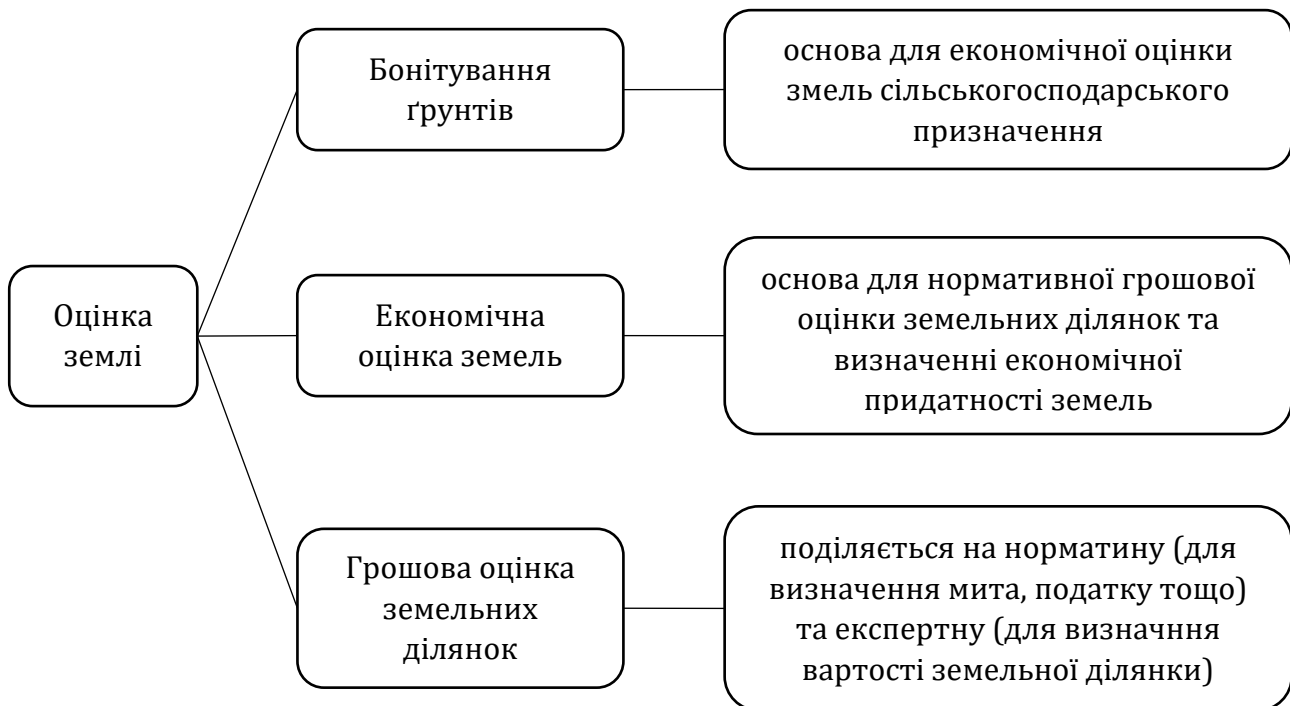 Оцінка
землі
Бонітування
ґрунтів
основа для економічної оцінки
змель сільськогосподарського
призначення
Економічна
оцінка земель
основа для нормативної грошової
оцінки земельних ділянок та
визначенні економічної
придатності земель
Грошова оцінка
земельних
ділянок
поділяється на норматину (для
визначення мита, податку тощо)
та експертну (для визначння
вартості земельної ділянки)